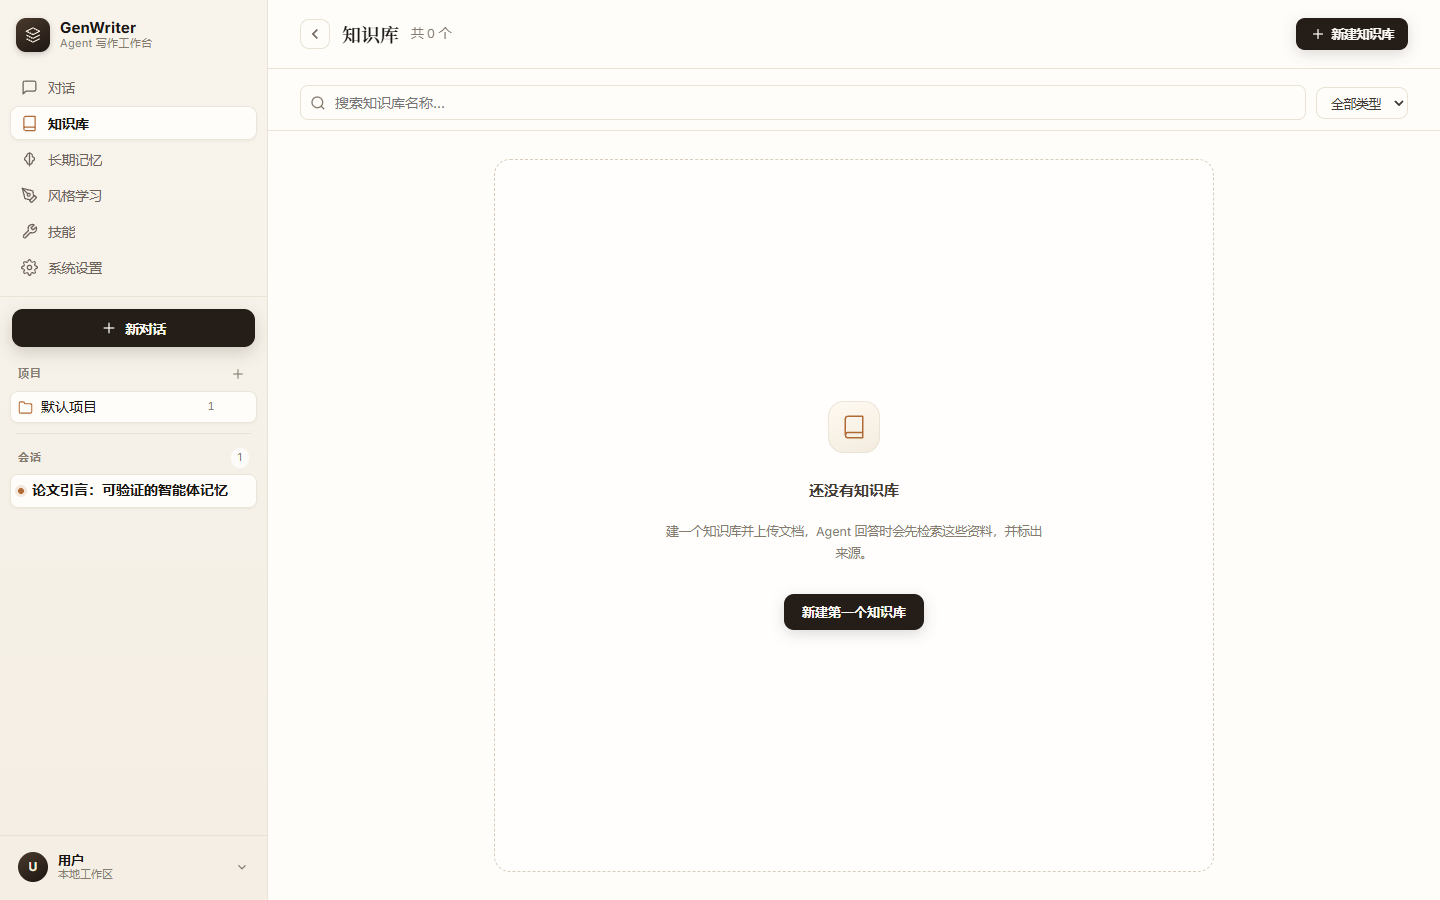 GenWriter
Agent 写作工作台
对话
知识库
长期记忆
风格学习
技能
系统设置
新对话
项目
默认项目 1
会话 1
论文引言：可验证的智能体记忆
U
用户
本地工作区
知识库 共 0 个
新建知识库
搜索知识库名称...
全部类型
还没有知识库
建一个知识库并上传文档，Agent 回答时会先检索这些资料，并标出
来源。
新建第一个知识库